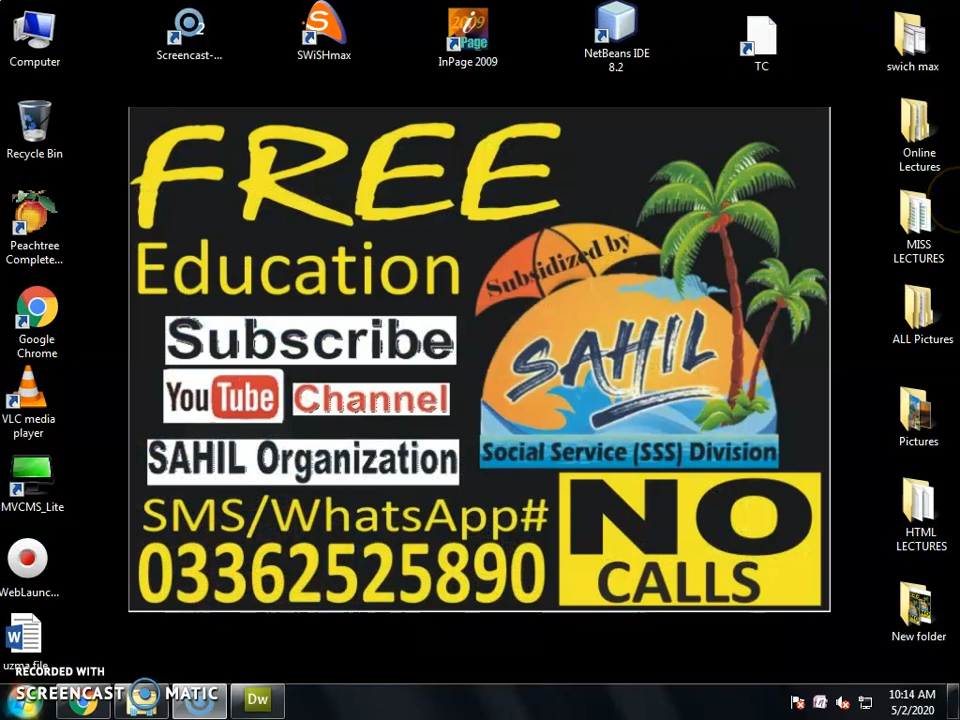 Computer
Screencast-...
SWiSHmax
2009
InPage
InPage 2009
NetBeans IDE
8.2
TC
swich max
Recycle Bin
Online
Lectures
Peachtree
Complete...
MISS
LECTURES
Google
Chrome
ALL Pictures
VLC media
player
Pictures
MVCMS_Lite
HTML
LECTURES
WebLaunc...
New folder
uzma file
FREE
Education
Subscribe
YouTube Channel
SAHIL Organization
SMS/WhatsApp#
03362525890
Subsidized by
SAHIL
Social Service (SSS) Division
NO
CALLS
RECORDED WITH
SCREENCAST MATIC
Dw
10:14 AM
5/2/2020